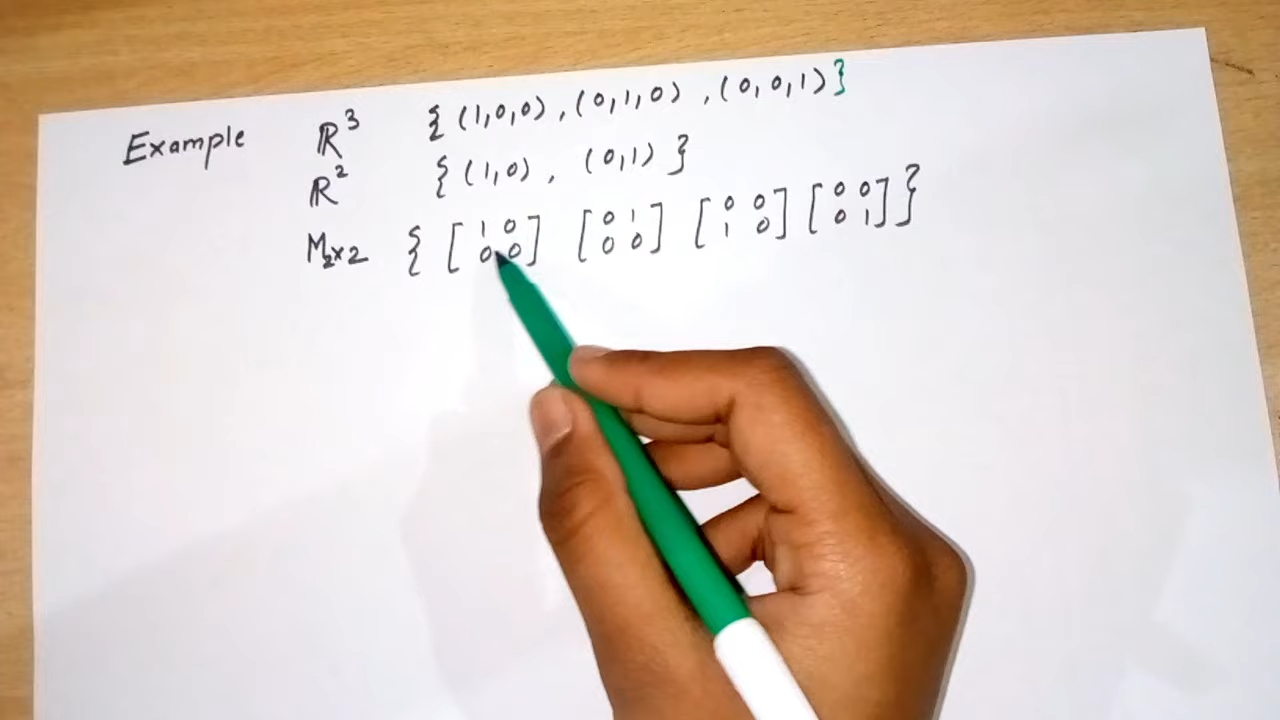 Example ℝ³ {(1,0,0), (0,1,0), (0,0,1)}
ℝ² {(1,0), (0,1)}
M₂ₓ₂ { [1 0 0 0] [0 1 0 0] [0 0 1 0] [0 0 0 1] }